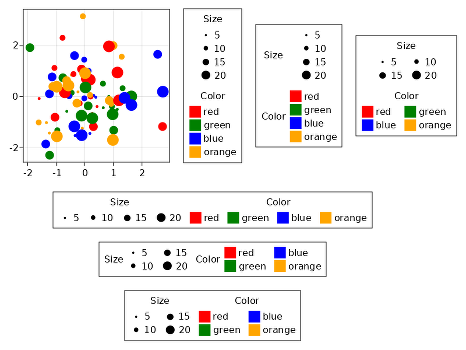 2
0
-2
-2 -1 0 1 2
Size
5
10
15
20
Color
red
green
blue
orange
Size
5
10
15
20
Color
red
green
blue
orange
Size
5 10
15 20
Color
red green
blue orange
Size Color
5 10 15 20 red green blue orange
Size 5 15 Color red blue
10 20 green orange
Size Color
5 15 red blue
10 20 green orange